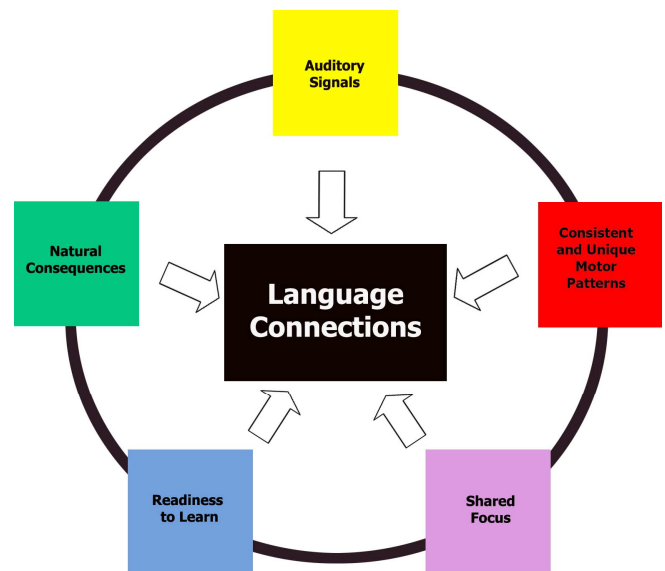 Auditory
Signals
Consistent
and Unique
Motor
Patterns
Natural
Consequences
Language
Connections
Readiness
to Learn
Shared
Focus